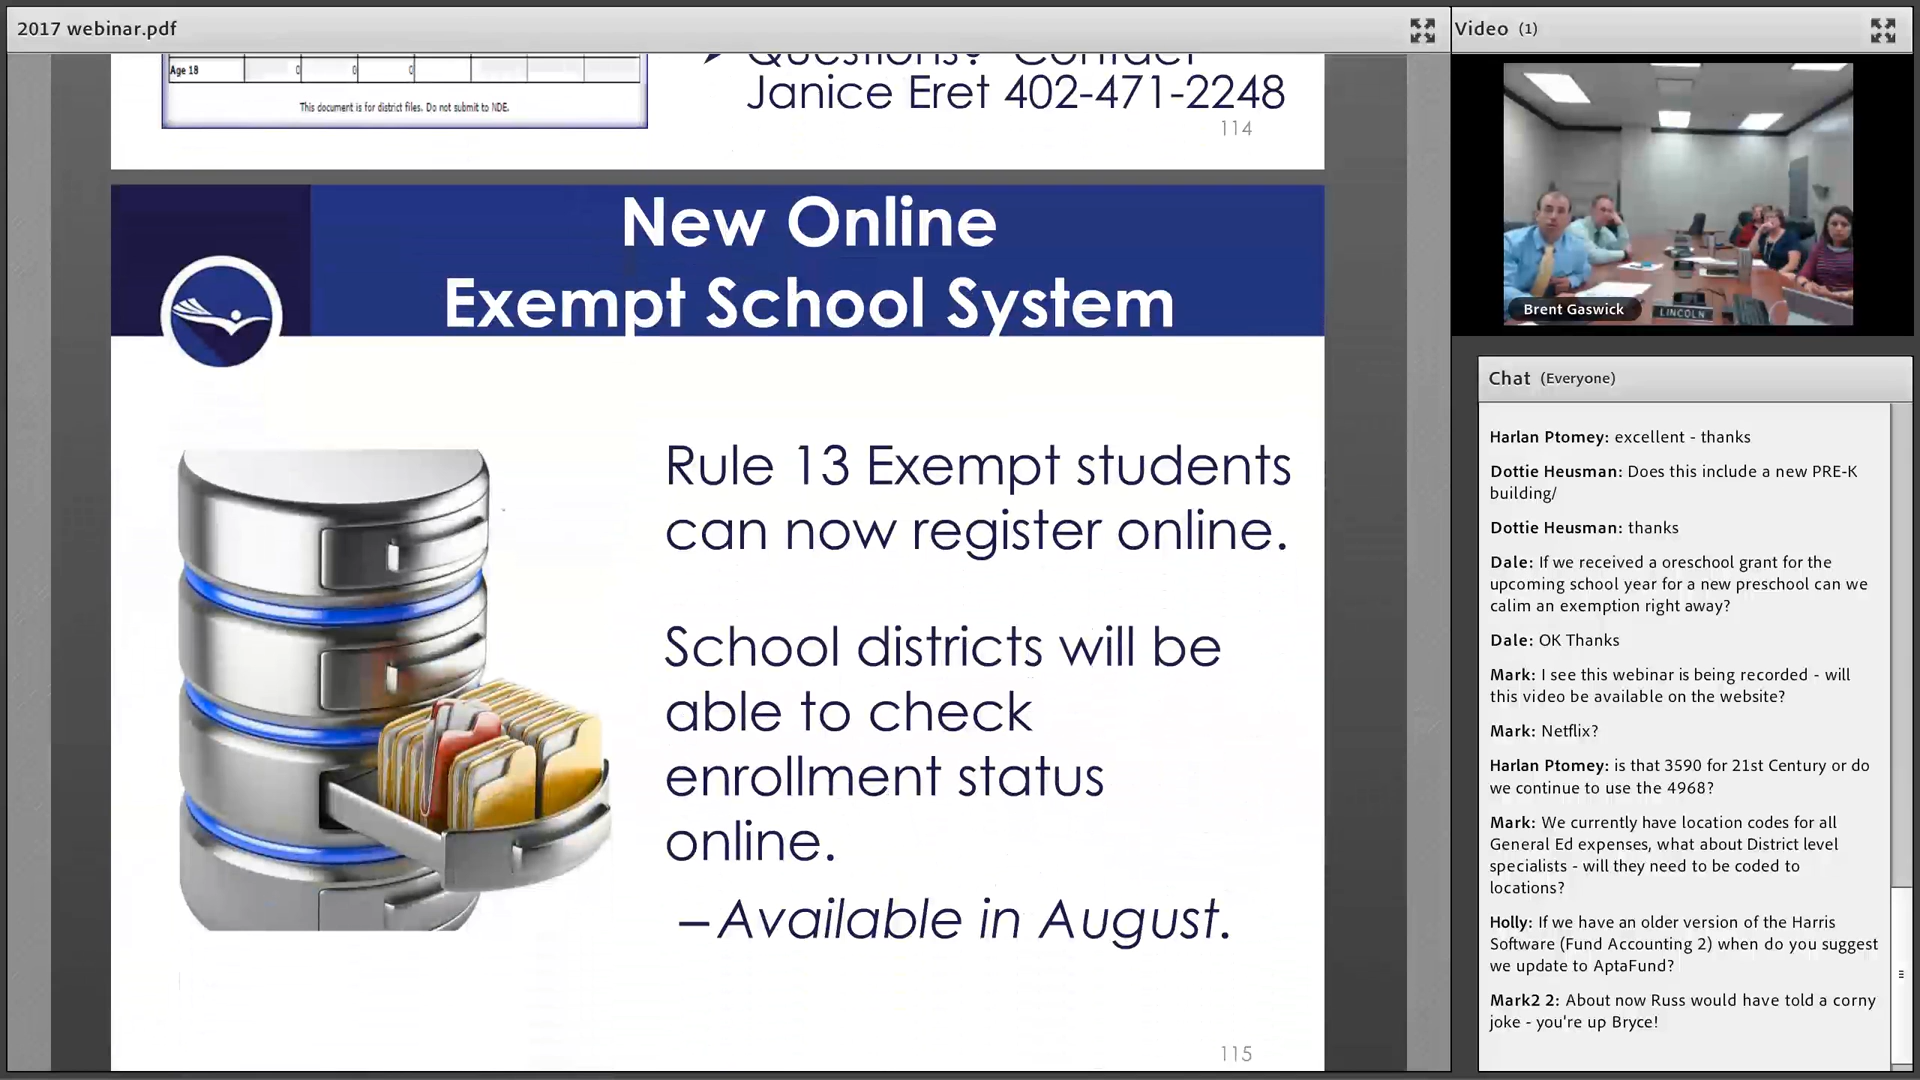 2017 webinar.pdf
Age 18 0 0 0
This document is for district files. Do not submit to NDE.
Questions? Contact
Janice Eret 402-471-2248
114
New Online
Exempt School System
Rule 13 Exempt students
can now register online.
School districts will be
able to check
enrollment status
online.
–Available in August.
115
Video (1)
Brent Gaswick
LINCOLN
Chat (Everyone)
Harlan Ptomey: excellent - thanks
Dottie Heusman: Does this include a new PRE-K
building/
Dottie Heusman: thanks
Dale: If we received a oreschool grant for the
upcoming school year for a new preschool can we
calim an exemption right away?
Dale: OK Thanks
Mark: I see this webinar is being recorded - will
this video be available on the website?
Mark: Netflix?
Harlan Ptomey: is that 3590 for 21st Century or do
we continue to use the 4968?
Mark: We currently have location codes for all
General Ed expenses, what about District level
specialists - will they need to be coded to
locations?
Holly: If we have an older version of the Harris
Software (Fund Accounting 2) when do you suggest
we update to AptaFund?
Mark2 2: About now Russ would have told a corny
joke - you're up Bryce!